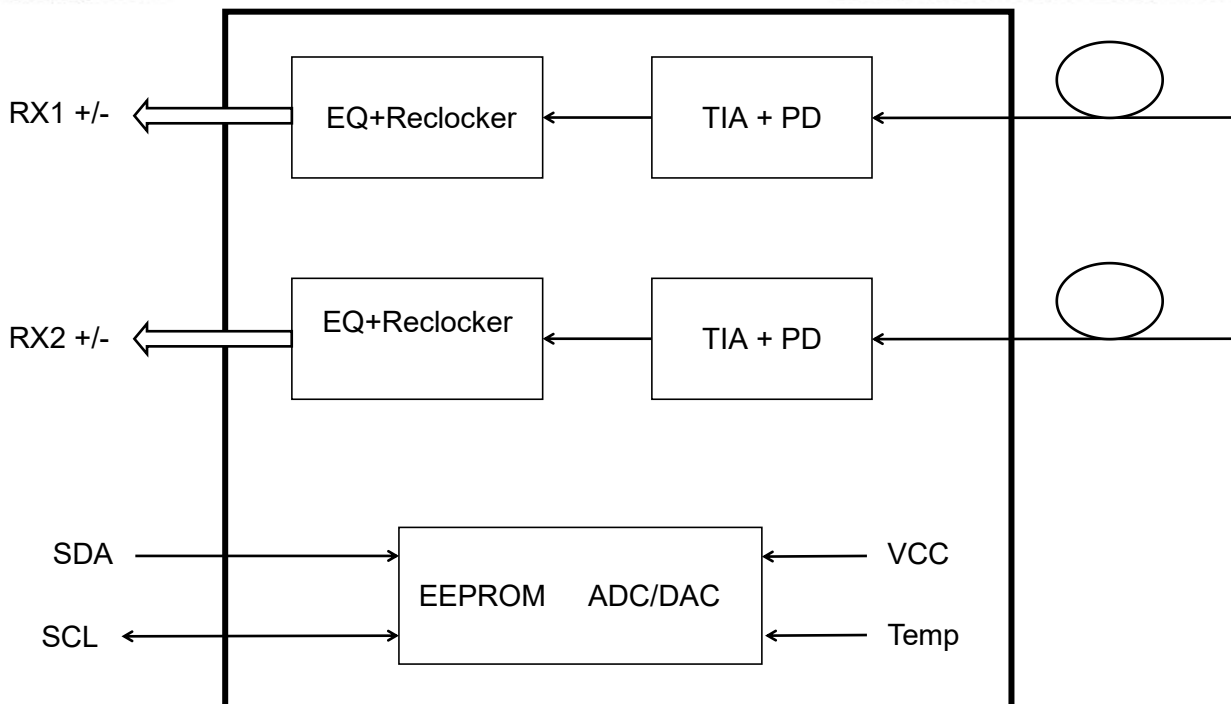 RX1 +/-
EQ+Reclocker
TIA + PD
RX2 +/-
EQ+Reclocker
TIA + PD
SDA
VCC
EEPROM ADC/DAC
SCL
Temp